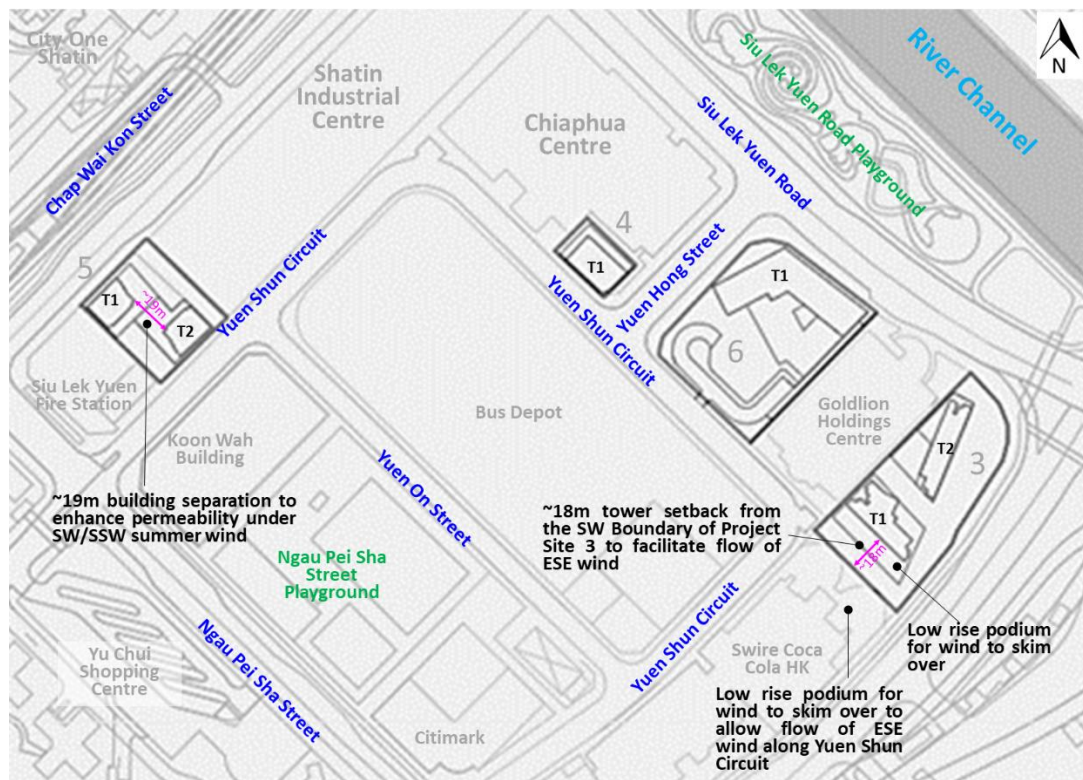 City One
Shatin
Chap Wai Kon Street
Shatin
Industrial
Centre
Chiaphua
Centre
Siu Lek Yuen Road
Siu Lek Yuen Road Playground
River Channel
N
5
T1
~19m
T2
Yuen Shun Circuit
4
T1
Yuen Hong Street
Yuen Shun Circuit
T1
6
Siu Lek Yuen
Fire Station
Koon Wah
Building
Bus Depot
Goldlion
Holdings
Centre
T2
3
T1
~18m
~19m building separation to
enhance permeability under
SW/SSW summer wind
Yuen On Street
~18m tower setback from
the SW Boundary of Project
Site 3 to facilitate flow of
ESE wind
Ngau Pei Sha
Street
Playground
Ngau Pei Sha Street
Yuen Shun Circuit
Yu Chui
Shopping
Centre
Citimark
Swire Coca
Cola HK
Low rise podium
for wind to skim
over
Low rise podium for
wind to skim over to
allow flow of ESE
wind along Yuen Shun
Circuit